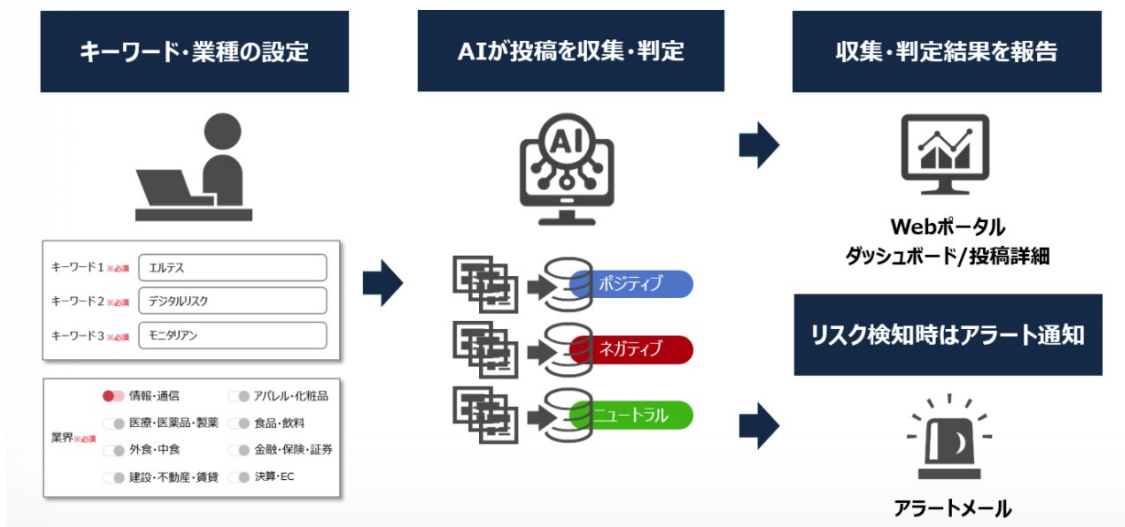 キーワード・業種の設定
AIが投稿を収集・判定
収集・判定結果を報告
キーワード1 ※必須 エルテス
キーワード2 ※必須 デジタルリスク
キーワード3 ※必須 モニタリアン
業界※必須
情報・通信 アパレル・化粧品
医療・医薬品・製薬 食品・飲料
外食・中食 金融・保険・証券
建設・不動産・賃貸 決算・EC
AI
ポジティブ
ネガティブ
ニュートラル
Webポータル
ダッシュボード/投稿詳細
リスク検知時はアラート通知
アラートメール